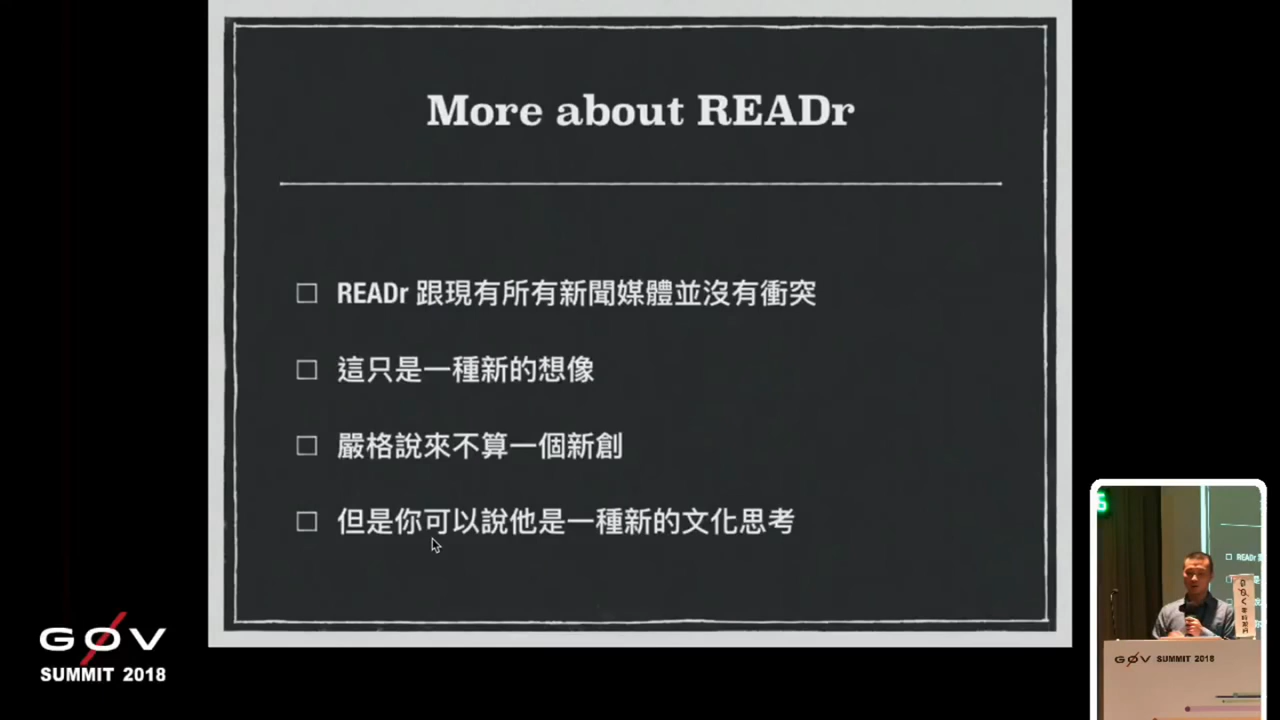 More about READr
READr 跟現有所有新聞媒體並沒有衝突
這只是一種新的想像
嚴格說來不算一個新創
但是你可以說他是一種新的文化思考
GØV
SUMMIT 2018
GØV SUMMIT 2018